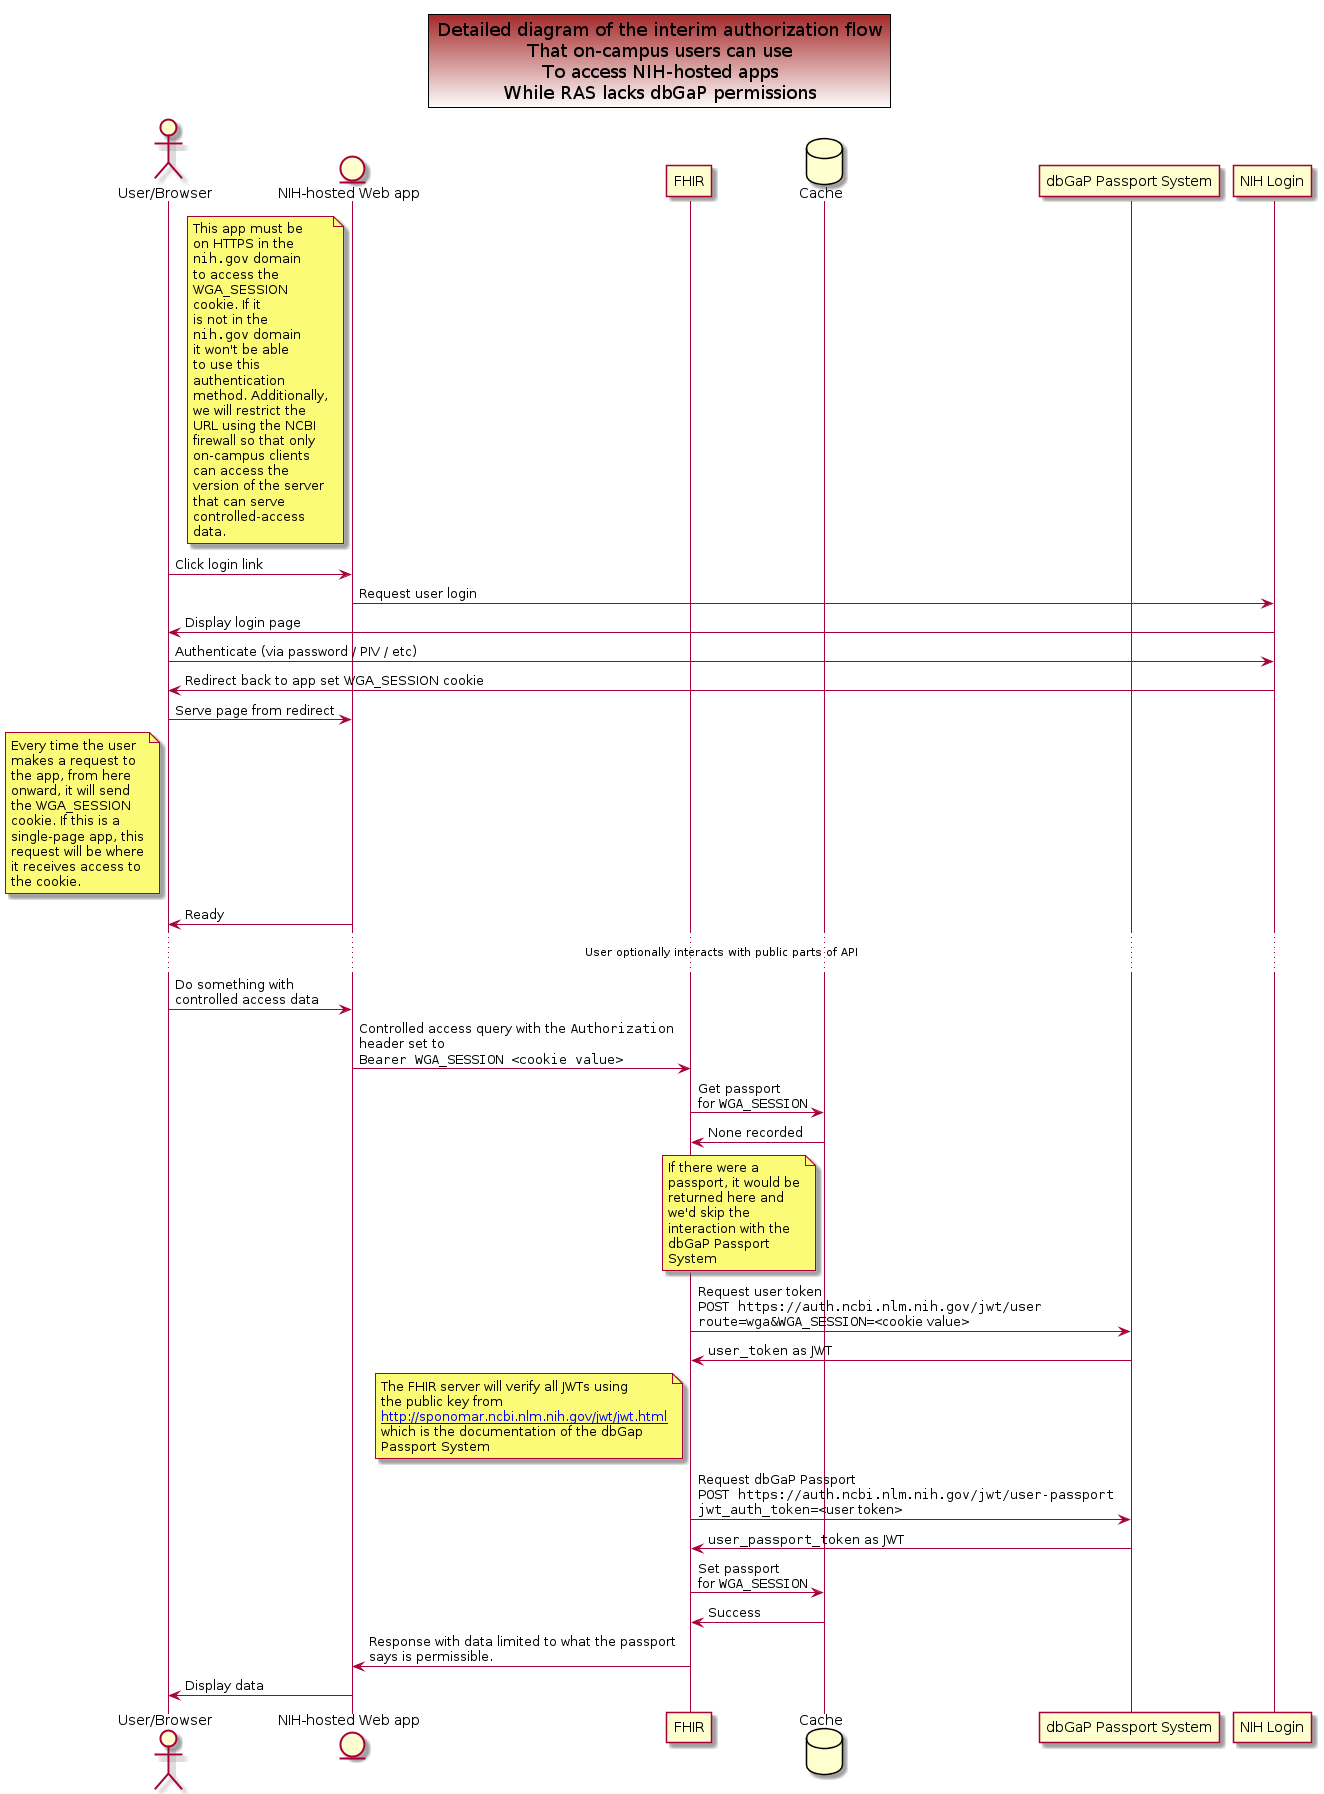 Detailed diagram of the interim authorization flow
That on-campus users can use
To access NIH-hosted apps
While RAS lacks dbGaP permissions
User/Browser
NIH-hosted Web app
FHIR
Cache
dbGaP Passport System
NIH Login
This app must be
on HTTPS in the
nih.gov domain
to access the
WGA_SESSION
cookie. If it
is not in the
nih.gov domain
it won't be able
to use this
authentication
method. Additionally,
we will restrict the
URL using the NCBI
firewall so that only
on-campus clients
can access the
version of the server
that can serve
controlled-access
data.
Click login link
Request user login
Display login page
Authenticate (via password / PIV / etc)
Redirect back to app set WGA_SESSION cookie
Serve page from redirect
Every time the user
makes a request to
the app, from here
onward, it will send
the WGA_SESSION
cookie. If this is a
single-page app, this
request will be where
it receives access to
the cookie.
Ready
User optionally interacts with public parts of API
Do something with
controlled access data
Controlled access query with the Authorization
header set to
Bearer WGA_SESSION <cookie value>
Get passport
for WGA_SESSION
None recorded
If there were a
passport, it would be
returned here and
we'd skip the
interaction with the
dbGaP Passport
System
Request user token
POST https://auth.ncbi.nlm.nih.gov/jwt/user
route=wga&WGA_SESSION=<cookie value>
user_token as JWT
The FHIR server will verify all JWTs using
the public key from
http://sponomar.ncbi.nlm.nih.gov/jwt/jwt.html
which is the documentation of the dbGap
Passport System
Request dbGaP Passport
POST https://auth.ncbi.nlm.nih.gov/jwt/user-passport
jwt_auth_token=<user token>
user_passport_token as JWT
Set passport
for WGA_SESSION
Success
Response with data limited to what the passport
says is permissible.
Display data
User/Browser
NIH-hosted Web app
FHIR
Cache
dbGaP Passport System
NIH Login